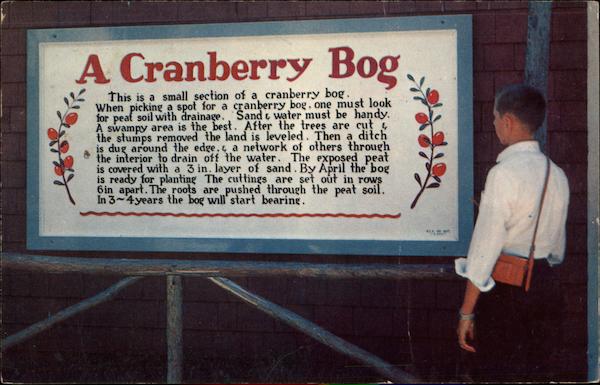 A Cranberry Bog
This is a small section of a cranberry bog.
When picking a spot for a cranberry bog, one must look
for peat soil with drainage. Sand & water must be handy.
A swampy area is the best. After the trees are cut &
the stumps removed the land is leveled. Then a ditch
is dug around the edge, & a network of others through
the interior to drain off the water. The exposed peat
is covered with a 3 in. layer of sand. By April the bog
is ready for planting The cuttings are set out in rows
6 in apart. The roots are pushed through the peat soil.
In 3~4 years the bog will start bearing.